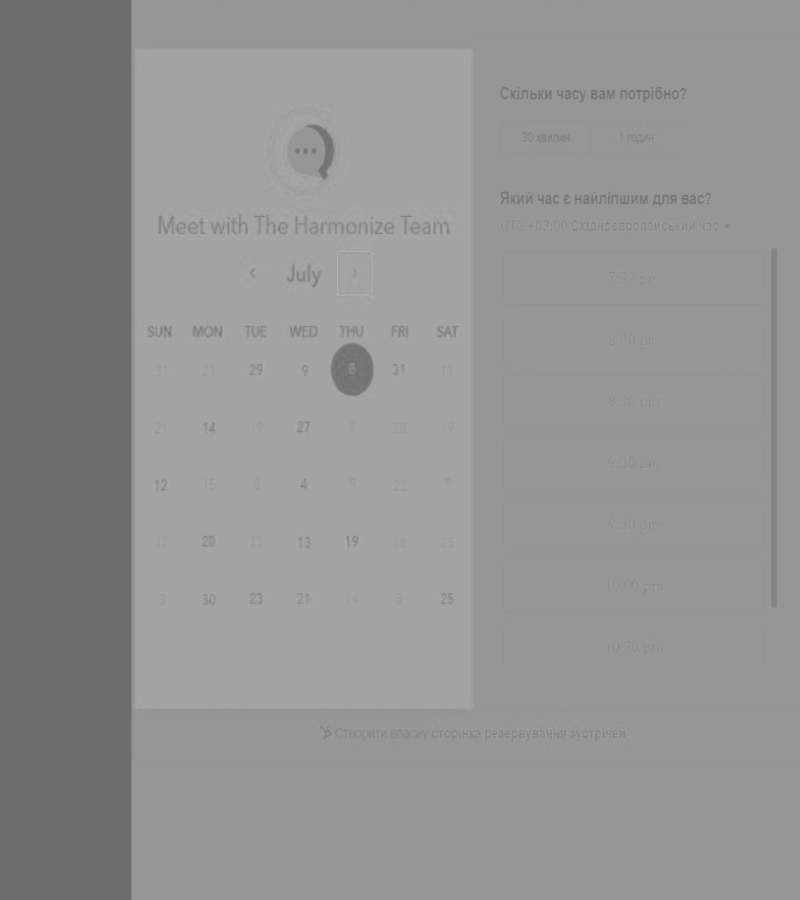 Meet with The Harmonize Team
‹ July ›
SUN MON TUE WED THU FRI SAT
31 21 29 9 8 31 11
21 14 19 27 8 20 19
12 15 8 4 9 22 9
17 20 13 13 19 18 25
3 30 23 21 14 5 25
Скільки часу вам потрібно?
30 хвилин 1 годин
Який час є найліпшим для вас?
UTC +02:00 Східноєвропейський час
7:30 pm
8:00 pm
8:30 pm
9:00 pm
9:30 pm
10:00 pm
10:30 pm
Створити власну сторінка резервування зустрічей